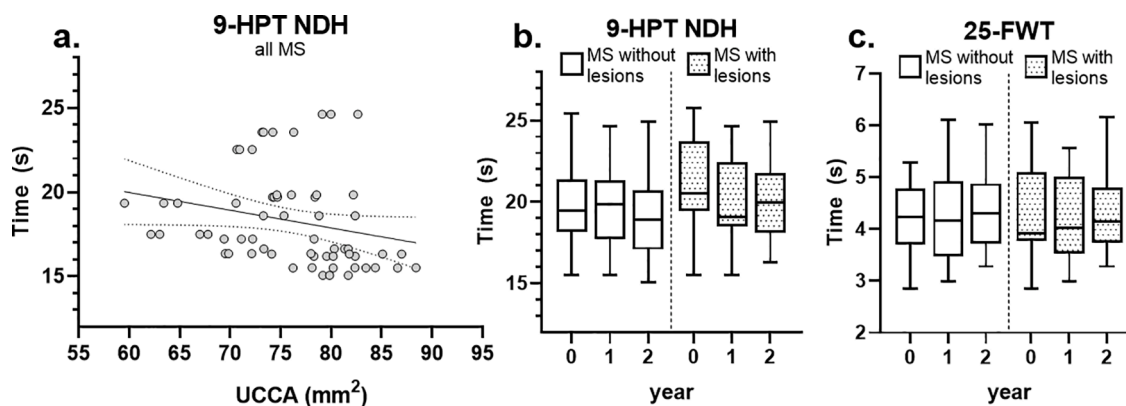 a.
9-HPT NDH
all MS
Time (s)
25
20
15
55 60 65 70 75 80 85 90 95
UCCA (mm²)
b.
9-HPT NDH
MS without lesions
MS with lesions
Time (s)
25
20
15
0 1 2 0 1 2
year
c.
25-FWT
MS without lesions
MS with lesions
Time (s)
7
6
5
4
3
2
0 1 2 0 1 2
year